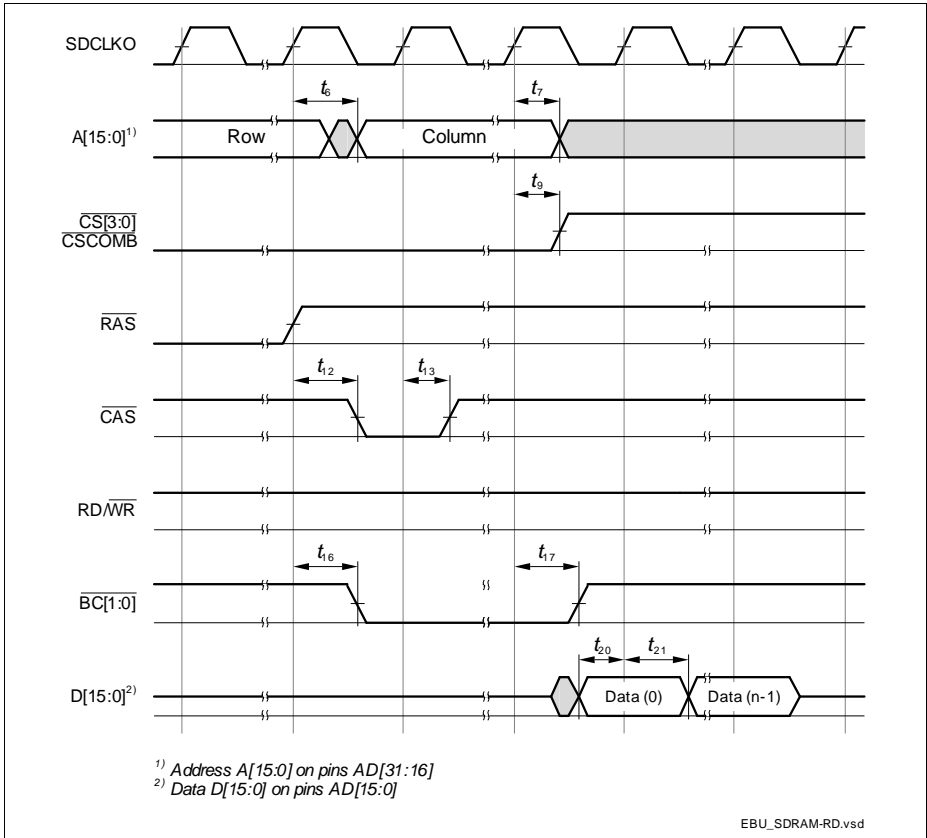 SDCLKO
t6 t7
A[15:0]1) Row Column
t9
CS[3:0]
CSCOMB
RAS
t12 t13
CAS
RD/WR
t16 t17
BC[1:0]
t20 t21
D[15:0]2) Data (0) Data (n-1)
1) Address A[15:0] on pins AD[31:16]
2) Data D[15:0] on pins AD[15:0]
EBU_SDRAM-RD.vsd